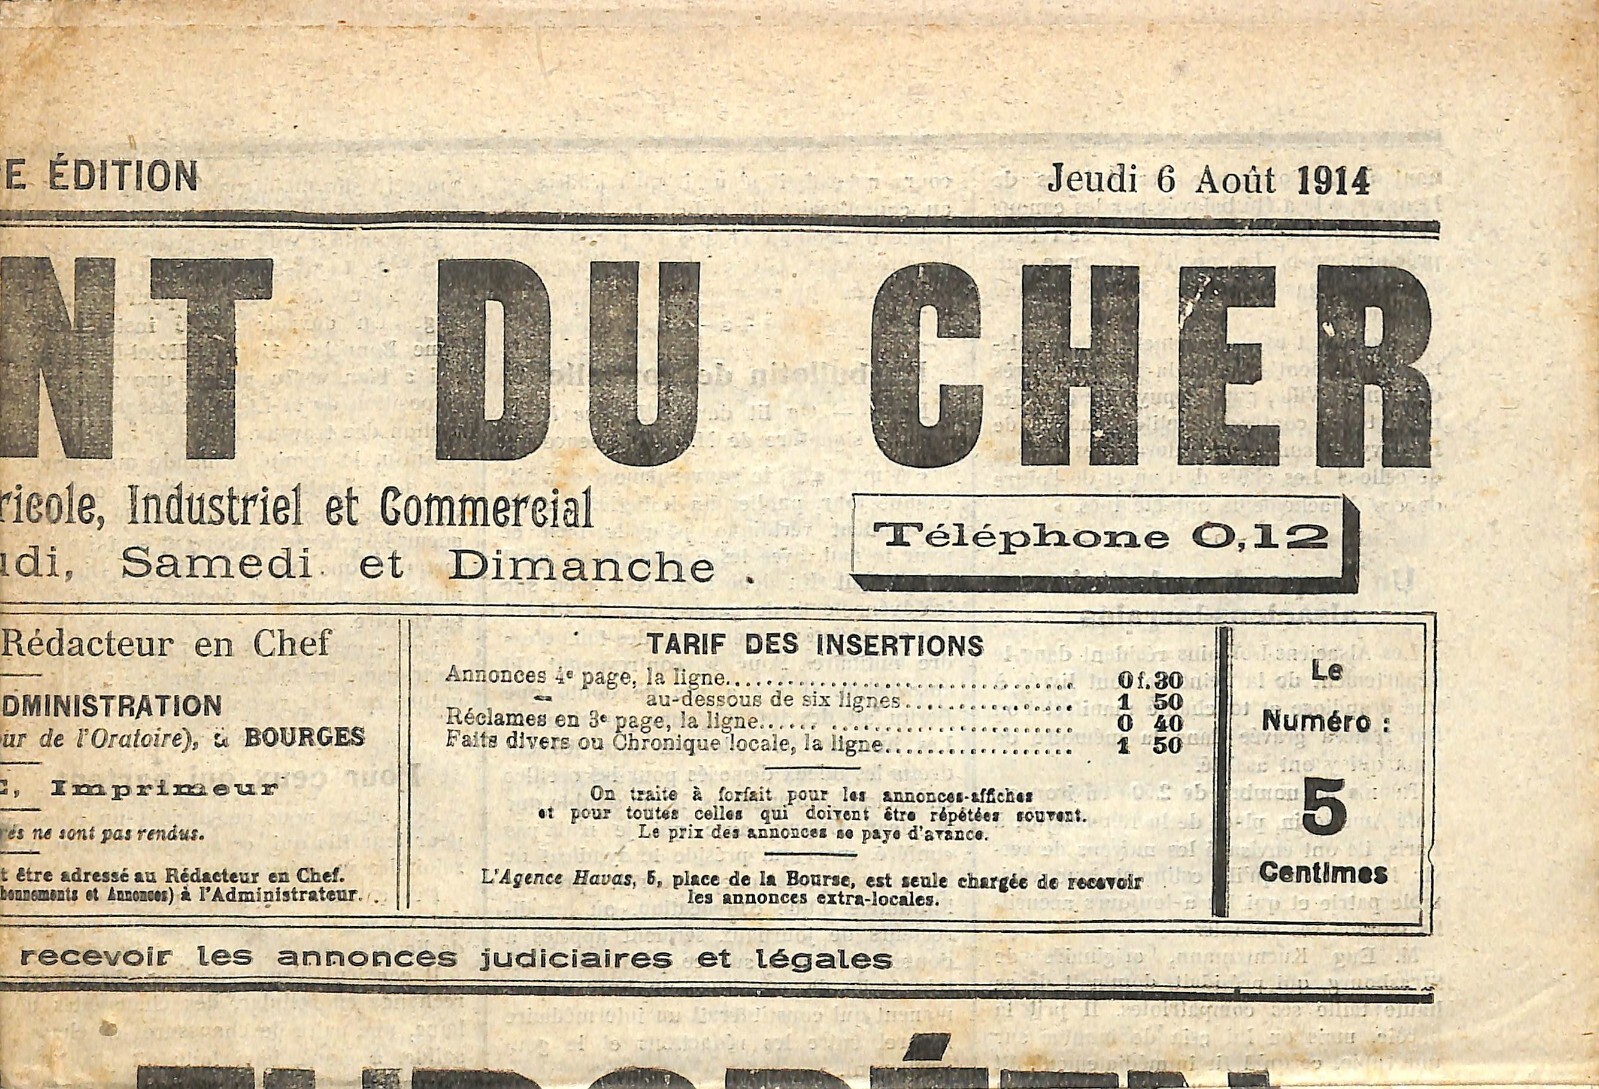 E ÉDITION
Jeudi 6 Août 1914
NT DU CHER
ricole, Industriel et Commercial
udi, Samedi et Dimanche.
Téléphone 0,12
Rédacteur en Chef
DMINISTRATION
ur de l'Oratoire), à BOURGES
, Imprimeur
és ne sont pas rendus.
t être adressé au Rédacteur en Chef.
bonnements et Annonces) à l'Administrateur.
TARIF DES INSERTIONS
Annonces 4e page, la ligne... 0f.30
— au-dessous de six lignes... 1 50
Réclames en 3e page, la ligne... 0 40
Faits divers ou Chronique locale, la ligne... 1 50
On traite à forfait pour les annonces-affiches
et pour toutes celles qui doivent être répétées souvent.
Le prix des annonces se paye d'avance.
L'Agence Havas, 5, place de la Bourse, est seule chargée de recevoir
les annonces extra-locales.
Le
Numéro :
5
Centimes
recevoir les annonces judiciaires et légales